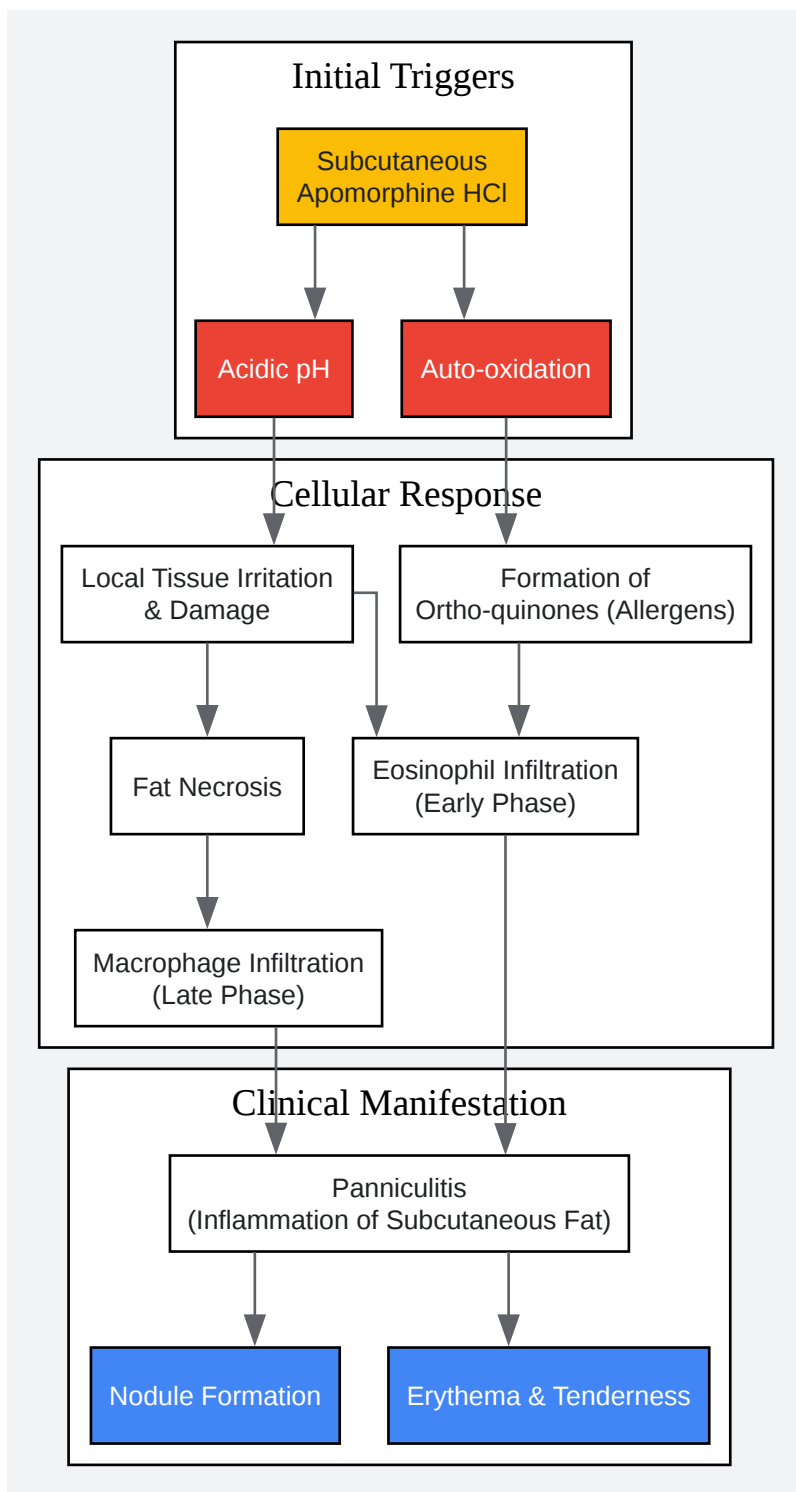 Initial Triggers
Subcutaneous
Apomorphine HCl
Acidic pH
Auto-oxidation
Cellular Response
Local Tissue Irritation
& Damage
Formation of
Ortho-quinones (Allergens)
Fat Necrosis
Eosinophil Infiltration
(Early Phase)
Macrophage Infiltration
(Late Phase)
Clinical Manifestation
Panniculitis
(Inflammation of Subcutaneous Fat)
Nodule Formation
Erythema & Tenderness